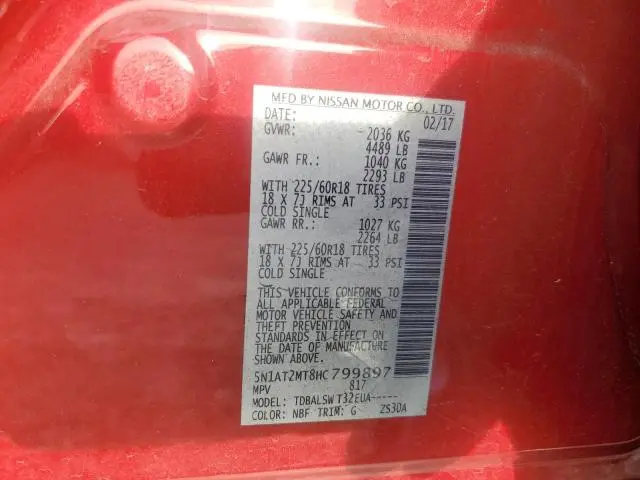 MFD BY NISSAN MOTOR CO., LTD.
DATE: 02/17
GVWR: 2036 KG
4489 LB
GAWR FR.: 1040 KG
2293 LB
WITH 225/60R18 TIRES
18 X 7J RIMS AT 33 PSI
COLD SINGLE
GAWR RR.: 1027 KG
2264 LB
WITH 225/60R18 TIRES
18 X 7J RIMS AT 33 PSI
COLD SINGLE
THIS VEHICLE CONFORMS TO
ALL APPLICABLE FEDERAL
MOTOR VEHICLE SAFETY AND
THEFT PREVENTION
STANDARDS IN EFFECT ON
THE DATE OF MANUFACTURE
SHOWN ABOVE.
5N1AT2MT8HC799897
MPV 817
MODEL: TDBALSW T32EUA-----
COLOR: NBF TRIM: G ZS3DA